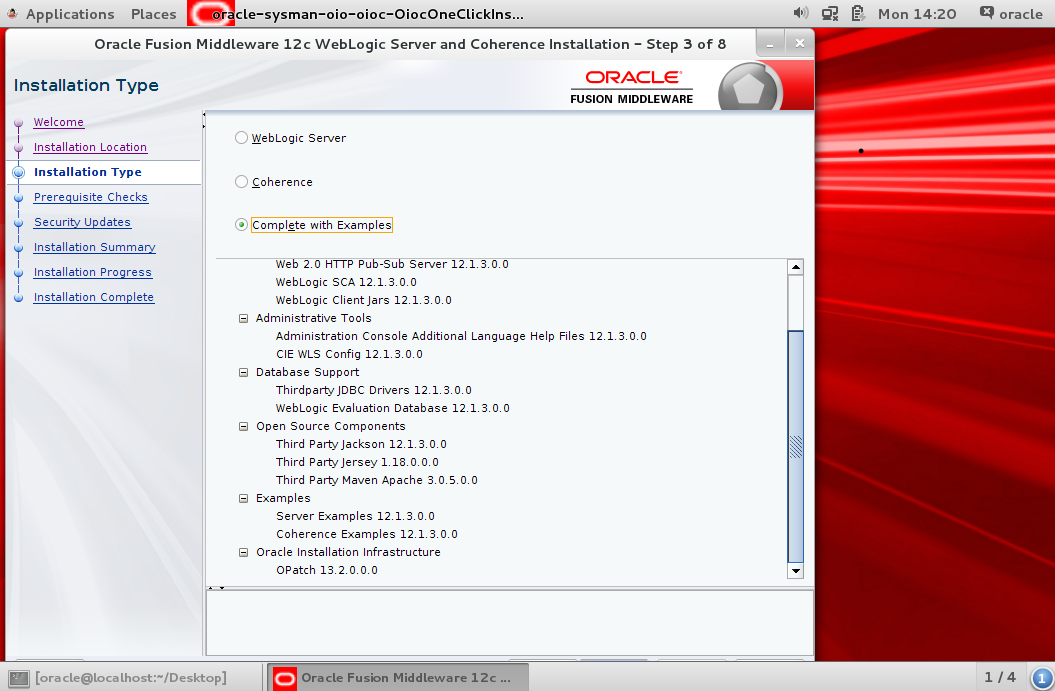 Applications Places oracle-sysman-oio-oioc-OiocOneClickIns... Mon 14:20 oracle
Oracle Fusion Middleware 12c WebLogic Server and Coherence Installation - Step 3 of 8
Installation Type
ORACLE
FUSION MIDDLEWARE
Welcome
Installation Location
Installation Type
Prerequisite Checks
Security Updates
Installation Summary
Installation Progress
Installation Complete
WebLogic Server
Coherence
Complete with Examples
Web 2.0 HTTP Pub-Sub Server 12.1.3.0.0
WebLogic SCA 12.1.3.0.0
WebLogic Client Jars 12.1.3.0.0
Administrative Tools
Administration Console Additional Language Help Files 12.1.3.0.0
CIE WLS Config 12.1.3.0.0
Database Support
Thirdparty JDBC Drivers 12.1.3.0.0
WebLogic Evaluation Database 12.1.3.0.0
Open Source Components
Third Party Jackson 12.1.3.0.0
Third Party Jersey 1.18.0.0.0
Third Party Maven Apache 3.0.5.0.0
Examples
Server Examples 12.1.3.0.0
Coherence Examples 12.1.3.0.0
Oracle Installation Infrastructure
OPatch 13.2.0.0.0
[oracle@localhost:~/Desktop] Oracle Fusion Middleware 12c ... 1 / 4 1